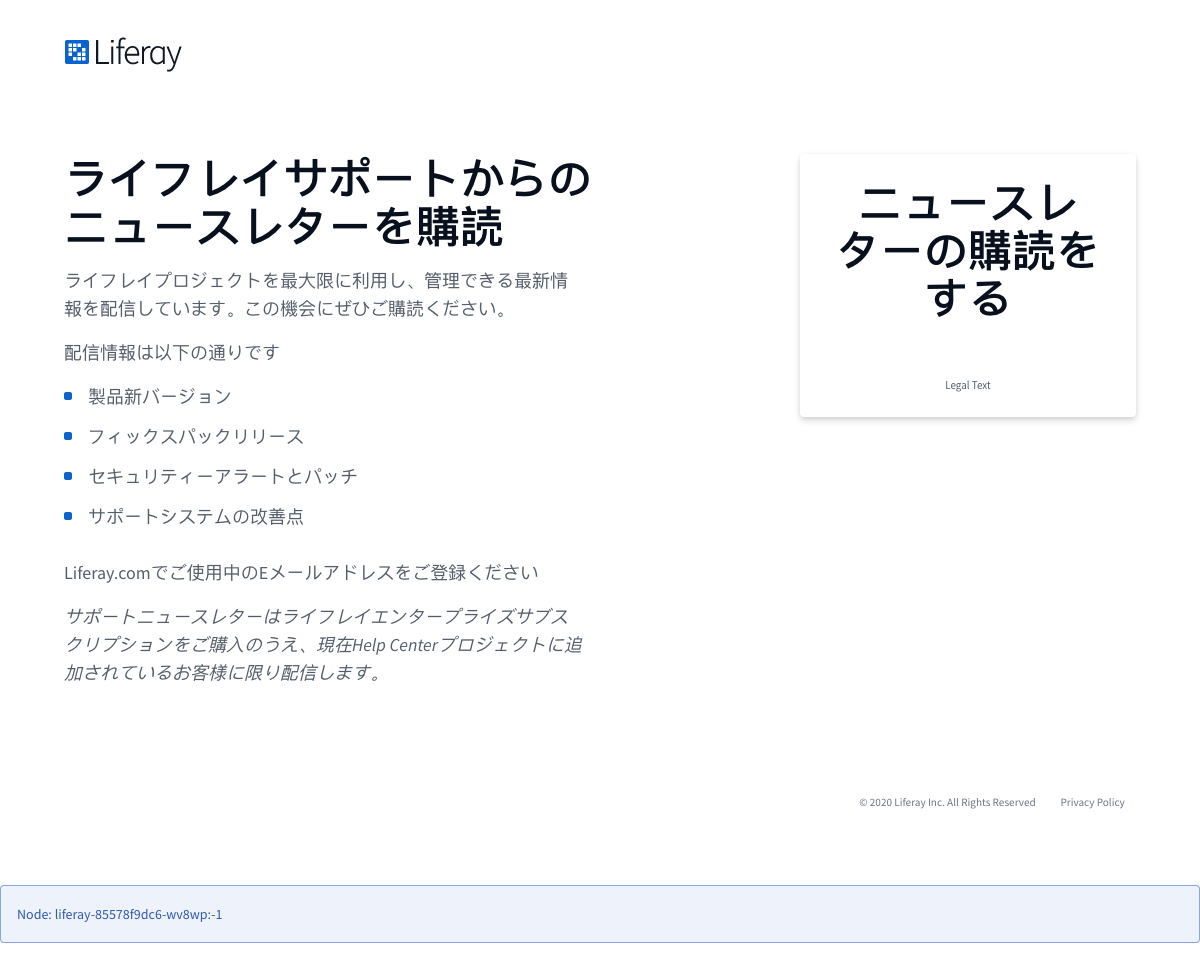 Liferay
ライフレイサポートからの
ニュースレターを購読
ライフレイプロジェクトを最大限に利用し、管理できる最新情
報を配信しています。この機会にぜひご購読ください。
配信情報は以下の通りです
製品新バージョン
フィックスパックリリース
セキュリティーアラートとパッチ
サポートシステムの改善点
Liferay.comでご使用中のEメールアドレスをご登録ください
サポートニュースレターはライフレイエンタープライズサブス
クリプションをご購入のうえ、現在Help Centerプロジェクトに追
加されているお客様に限り配信します。
ニュースレ
ターの購読を
する
Legal Text
© 2020 Liferay Inc. All Rights Reserved Privacy Policy
Node: liferay-85578f9dc6-wv8wp:-1